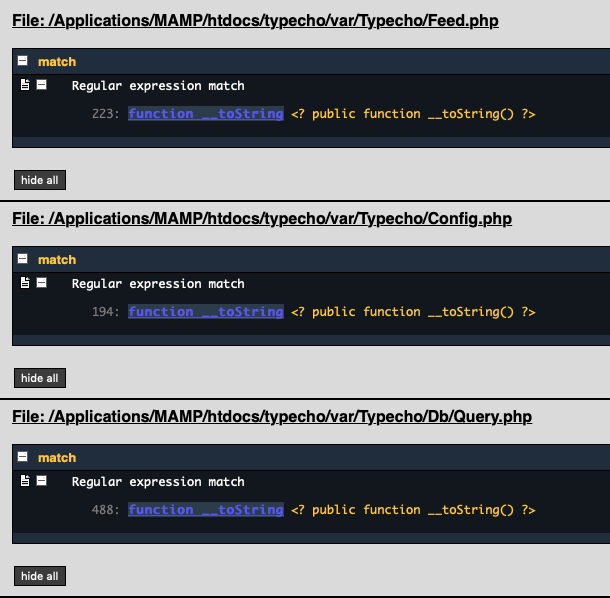 File: /Applications/MAMP/htdocs/typecho/var/Typecho/Feed.php
match
Regular expression match
223: function __toString <? public function __toString() ?>
hide all
File: /Applications/MAMP/htdocs/typecho/var/Typecho/Config.php
match
Regular expression match
194: function __toString <? public function __toString() ?>
hide all
File: /Applications/MAMP/htdocs/typecho/var/Typecho/Db/Query.php
match
Regular expression match
488: function __toString <? public function __toString() ?>
hide all